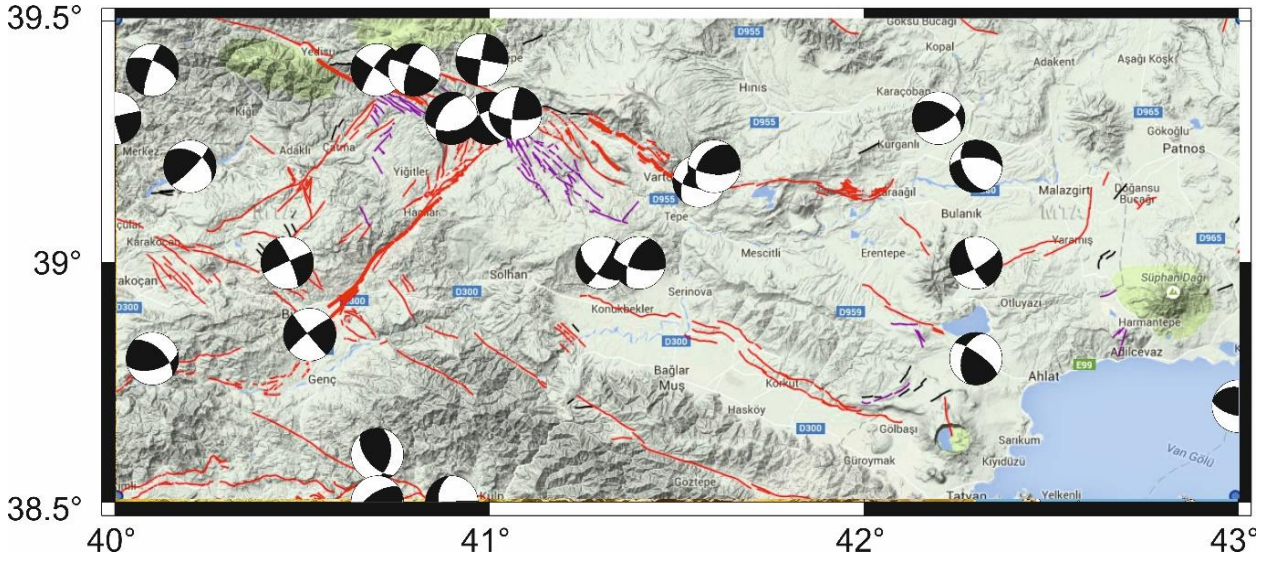 39.5°
D955
Göksu Bucağı
Kopal
Yedisu
Adakent
Aşağı Köşk
Hınıs
Karaçoban
Kiğı
D955
D965
Gökoğlu
Merkez
Adaklı
Çatma
Kurganlı
Patnos
Yiğitler
D955
Malazgirt
Doğansu
Bucağı
Tepe
Bulanık
MTA
Karakoçan
Mescitli
Erentepe
Yaramış
D965
39°
Solhan
Süphan Dağı
D300
D300
Serinova
Konukbekler
D959
Otluyazı
Harmantepe
D300
Adilcevaz
E99
Genç
Bağlar
Muş
Korkut
Ahlat
Hasköy
D300
Gölbaşı
Sarıkum
Güroymak
Kıyıdüzü
Van Gölü
Göztepe
38.5°
Kulp
Tatvan
Yelkenli
40°
41°
42°
43°